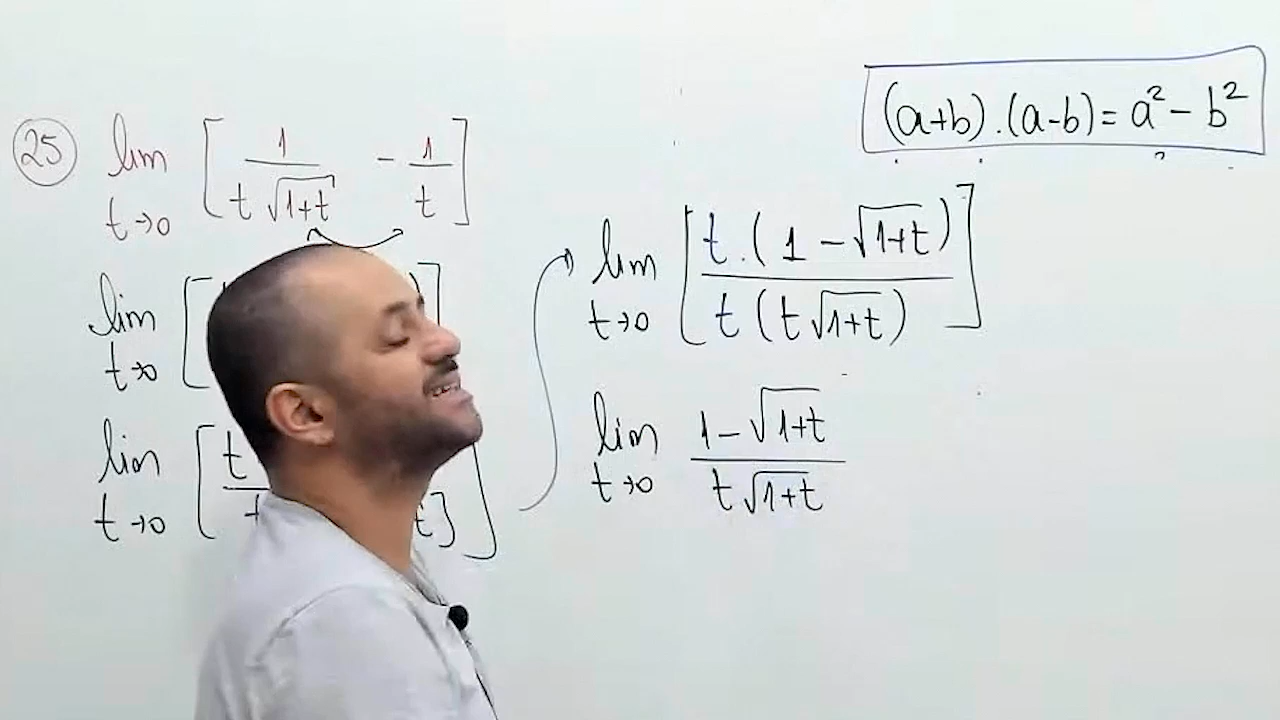 (a+b).(a-b)=a²-b²
25 lim t→0 [1/(t√(1+t)) - 1/t]
lim t→0 [
lim t→0 [t
t]
lim t→0 [t.(1-√(1+t))/(t(t√(1+t)))]
lim t→0 (1-√(1+t))/(t√(1+t))